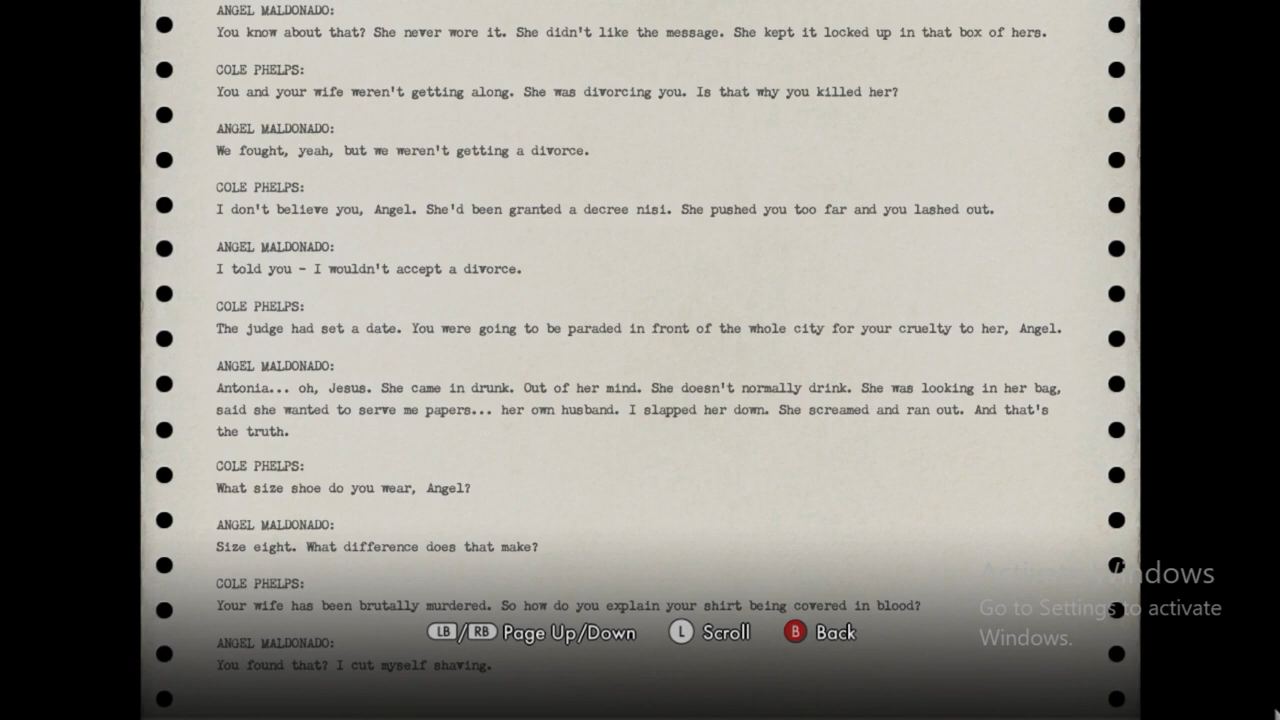 ANGEL MALDONADO:
You know about that? She never wore it. She didn't like the message. She kept it locked up in that box of hers.
COLE PHELPS:
You and your wife weren't getting along. She was divorcing you. Is that why you killed her?
ANGEL MALDONADO:
We fought, yeah, but we weren't getting a divorce.
COLE PHELPS:
I don't believe you, Angel. She'd been granted a decree nisi. She pushed you too far and you lashed out.
ANGEL MALDONADO:
I told you - I wouldn't accept a divorce.
COLE PHELPS:
The judge had set a date. You were going to be paraded in front of the whole city for your cruelty to her, Angel.
ANGEL MALDONADO:
Antonia... oh, Jesus. She came in drunk. Out of her mind. She doesn't normally drink. She was looking in her bag,
said she wanted to serve me papers... her own husband. I slapped her down. She screamed and ran out. And that's
the truth.
COLE PHELPS:
What size shoe do you wear, Angel?
ANGEL MALDONADO:
Size eight. What difference does that make?
COLE PHELPS:
Your wife has been brutally murdered. So how do you explain your shirt being covered in blood?
ANGEL MALDONADO:
You found that? I cut myself shaving.
LB/RB Page Up/Down L Scroll B Back
Activate Windows
Go to Settings to activate
Windows.